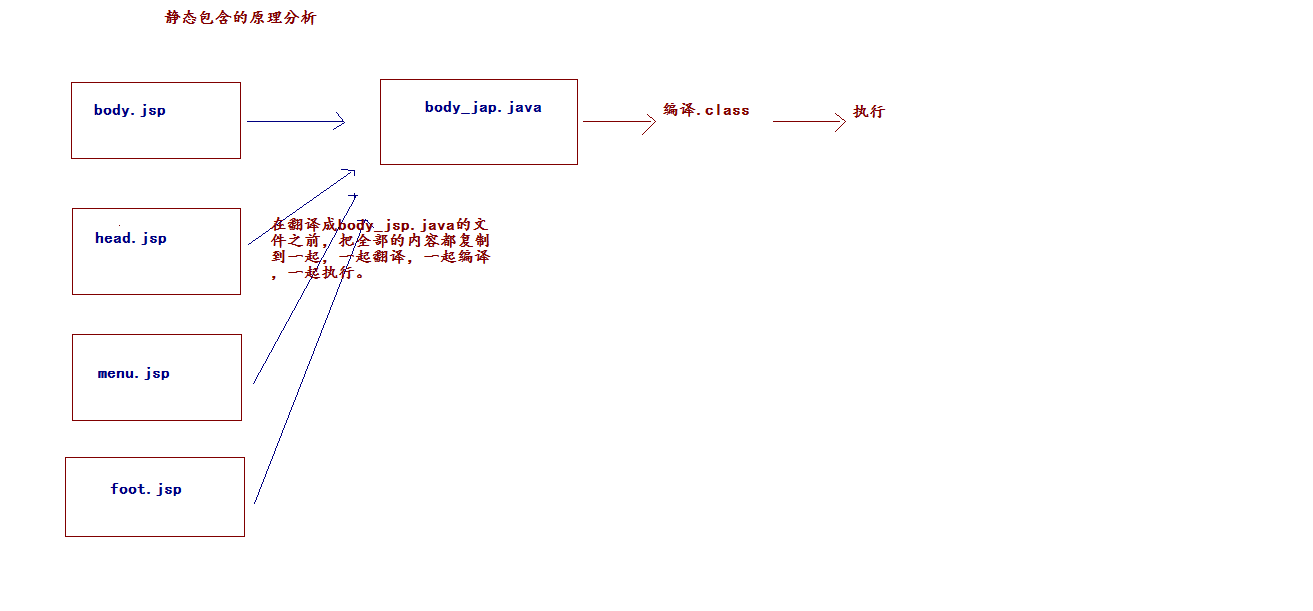 静态包含的原理分析
body.jsp
body_jap.java
编译.class
执行
head.jsp
在翻译成body_jsp.java的文
件之前，把全部的内容都复制
到一起，一起翻译，一起编译
，一起执行。
menu.jsp
foot.jsp